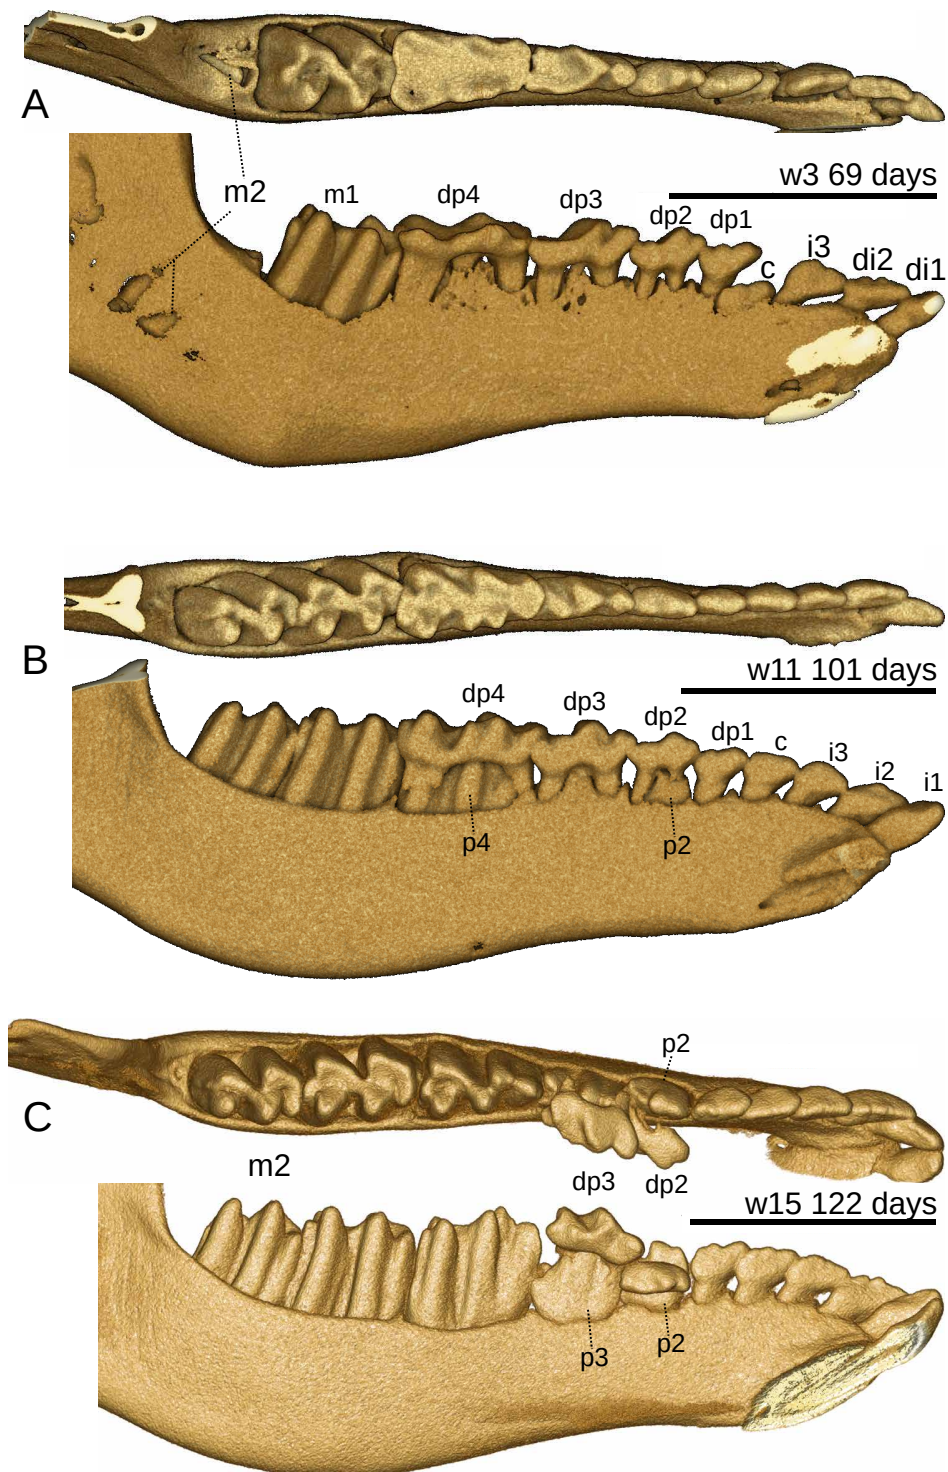 A
w3 69 days
m2
m1
dp4
dp3
dp2
dp1
c
i3
di2
di1
B
w11 101 days
dp4
dp3
dp2
dp1
c
i3
i2
i1
p4
p2
p2
C
m2
dp3
dp2
w15 122 days
p3
p2